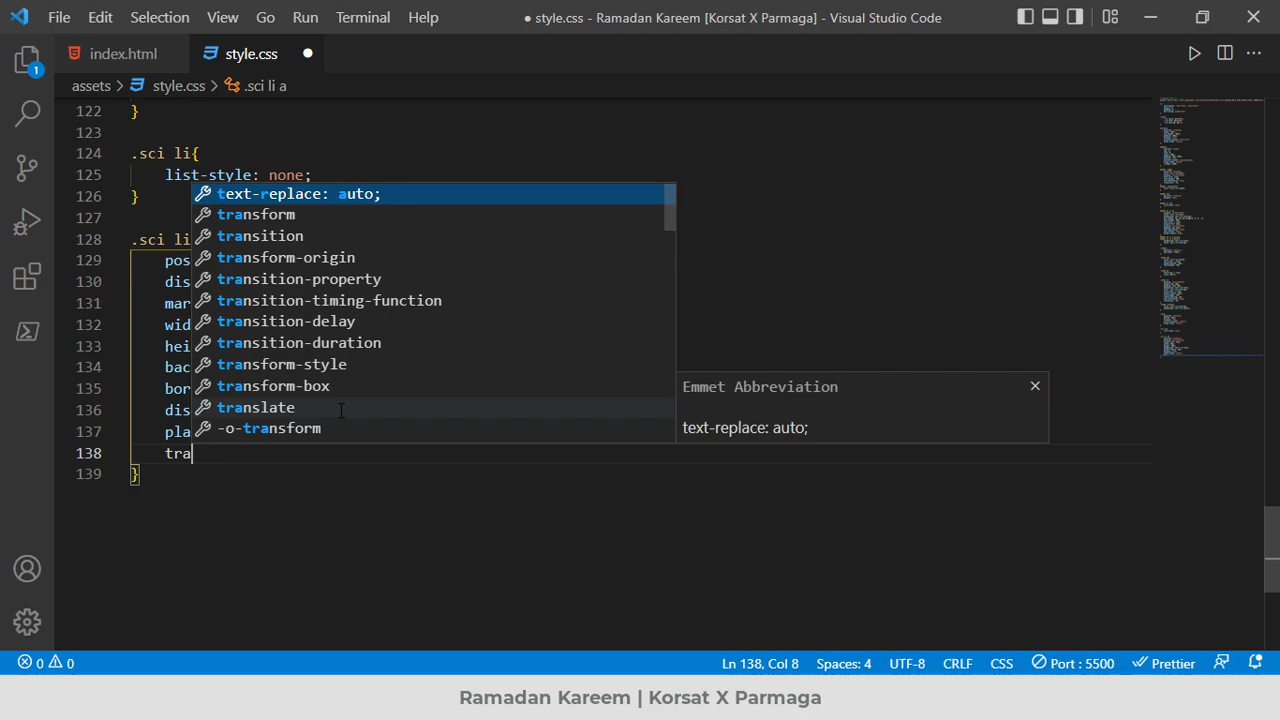 File Edit Selection View Go Run Terminal Help ● style.css - Ramadan Kareem [Korsat X Parmaga] - Visual Studio Code
index.html style.css ●
assets > style.css > .sci li a
122 }
123
124 .sci li{
125 list-style: none;
126 }
127
128 .sci li
129 pos
130 dis
131 mar
132 wid
133 hei
134 bac
135 bor
136 dis
137 pla
138 tra
139 }
text-replace: auto;
transform
transition
transform-origin
transition-property
transition-timing-function
transition-delay
transition-duration
transform-style
transform-box
translate
-o-transform
Emmet Abbreviation
text-replace: auto;
1
0 0 Ln 138, Col 8 Spaces: 4 UTF-8 CRLF CSS Port : 5500 Prettier
Ramadan Kareem | Korsat X Parmaga